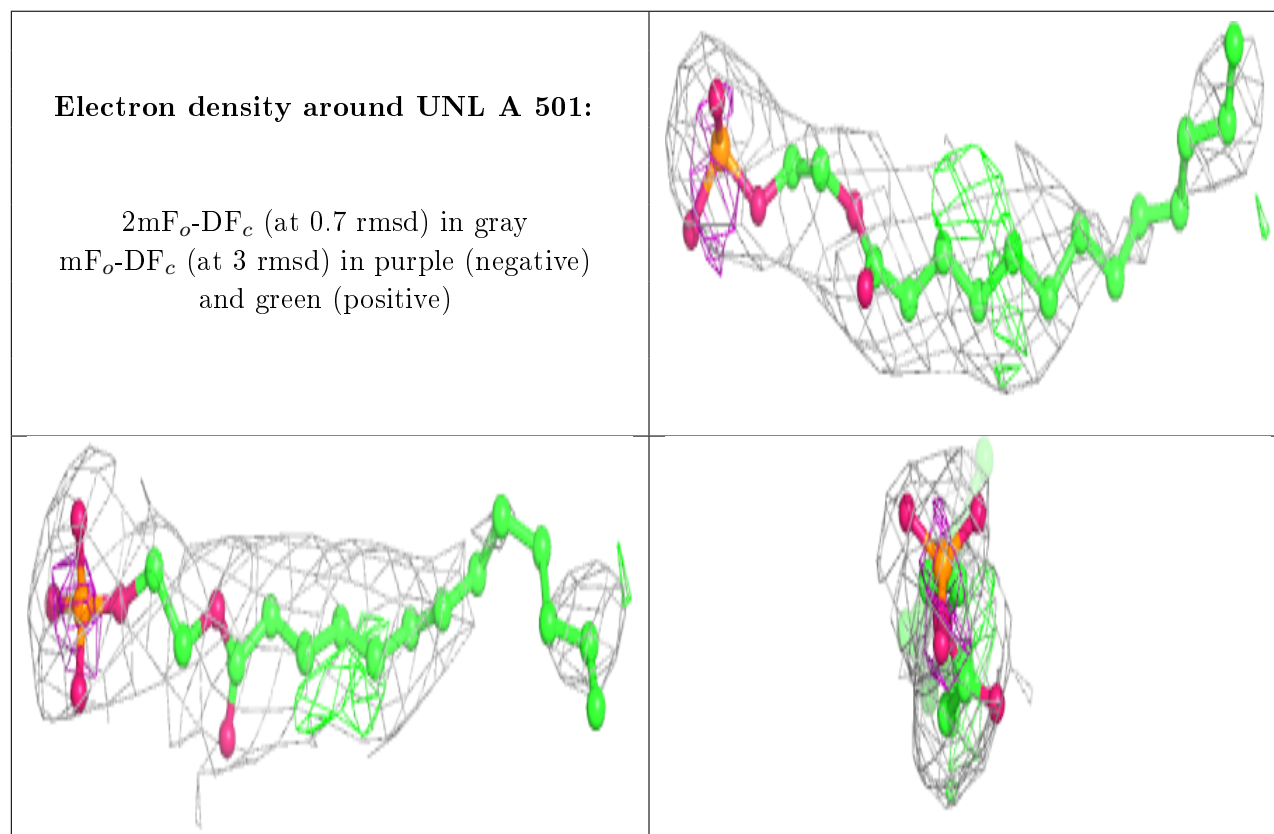 Electron density around UNL A 501:
2mFₒ-DF𝒸 (at 0.7 rmsd) in gray
mFₒ-DF𝒸 (at 3 rmsd) in purple (negative)
and green (positive)